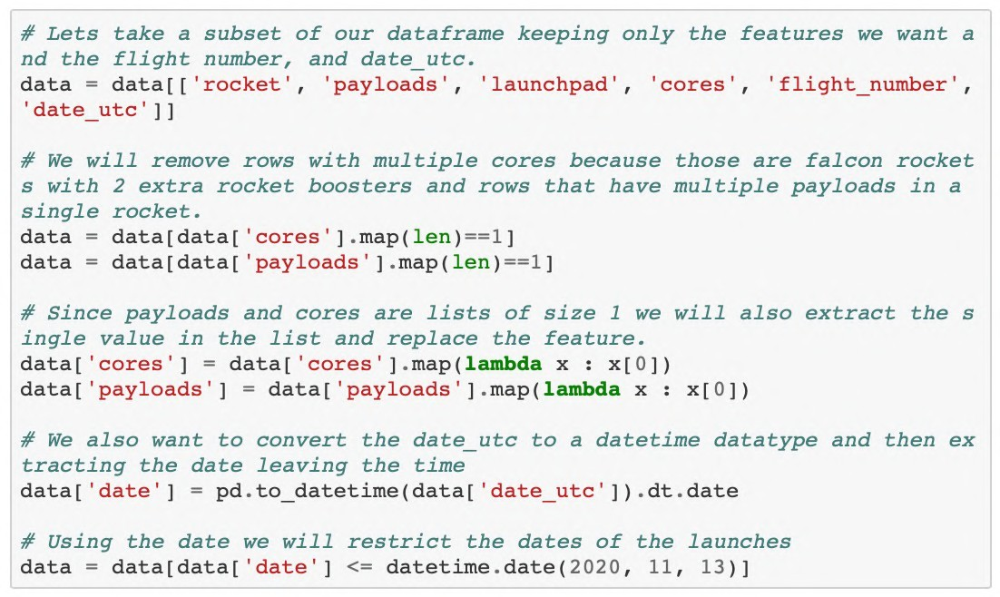 # Lets take a subset of our dataframe keeping only the features we want a
nd the flight number, and date_utc.
data = data[['rocket', 'payloads', 'launchpad', 'cores', 'flight_number',
'date_utc']]
# We will remove rows with multiple cores because those are falcon rocket
s with 2 extra rocket boosters and rows that have multiple payloads in a
single rocket.
data = data[data['cores'].map(len)==1]
data = data[data['payloads'].map(len)==1]
# Since payloads and cores are lists of size 1 we will also extract the s
ingle value in the list and replace the feature.
data['cores'] = data['cores'].map(lambda x : x[0])
data['payloads'] = data['payloads'].map(lambda x : x[0])
# We also want to convert the date_utc to a datetime datatype and then ex
tracting the date leaving the time
data['date'] = pd.to_datetime(data['date_utc']).dt.date
# Using the date we will restrict the dates of the launches
data = data[data['date'] <= datetime.date(2020, 11, 13)]